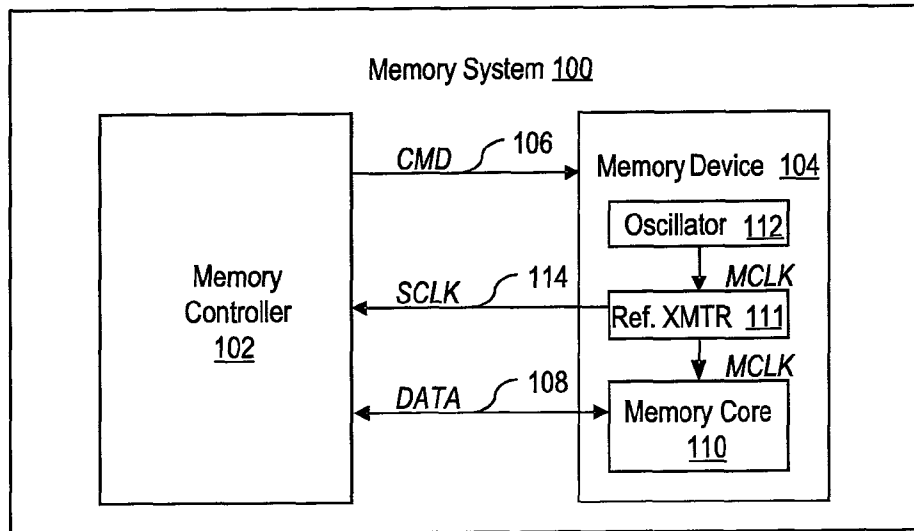 Memory System 100
106
CMD
Memory Device 104
Oscillator 112
MCLK
114
SCLK
Ref. XMTR 111
Memory
Controller
102
MCLK
108
DATA
Memory Core
110